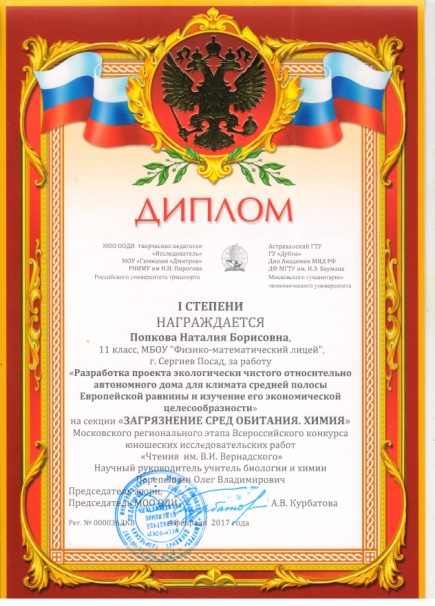 ДИПЛОМ
МОО ООДИ творческих педагогов
«Исследователь»
МОУ «Гимназия «Дмитров»
РНИМУ им Н.И. Пирогова
Российского университета транспорта
Астраханский ГТУ
ГУ «Дубна»
Дип Академия МИД РФ
ДФ МГТУ им. Н.Э. Баумана
Московского гуманитарно-
экономического университета
I СТЕПЕНИ
НАГРАЖДАЕТСЯ
Попкова Наталия Борисовна,
11 класс, МБОУ "Физико-математический лицей",
г. Сергиев Посад, за работу
«Разработка проекта экологически чистого относительно
автономного дома для климата средней полосы
Европейской равнины и изучение его экономической
целесообразности»
на секции «ЗАГРЯЗНЕНИЕ СРЕД ОБИТАНИЯ. ХИМИЯ»
Московского регионального этапа Всероссийского конкурса
юношеских исследовательских работ
«Чтения им. В.И. Вернадского»
Научный руководитель учитель биологии и химии
Олег Владимирович
Председатель жюри,
Председатель МОО ОДИ А.В. Курбатова
Рег. № февраля 2017 года